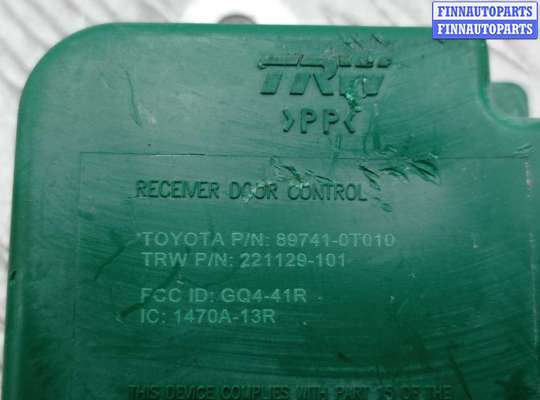 FINNAUTOPARTS
FINNAUTOPARTS
FINNAUTOPARTS
TRW
>PP<
RECEIVER DOOR CONTROL
TOYOTA P/N: 89741-0T010
TRW P/N: 221129-101
FCC ID: GQ4-41R
IC: 1470A-13R
THIS DEVICE COMPLIES WITH PART 15 OF THE